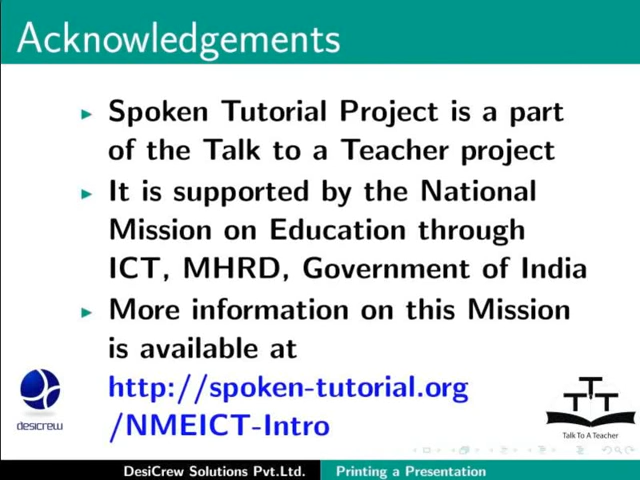 Acknowledgements
Spoken Tutorial Project is a part
of the Talk to a Teacher project
It is supported by the National
Mission on Education through
ICT, MHRD, Government of India
More information on this Mission
is available at
http://spoken-tutorial.org
/NMEICT-Intro
desicrew
TTT
Talk To A Teacher
DesiCrew Solutions Pvt.Ltd.
Printing a Presentation